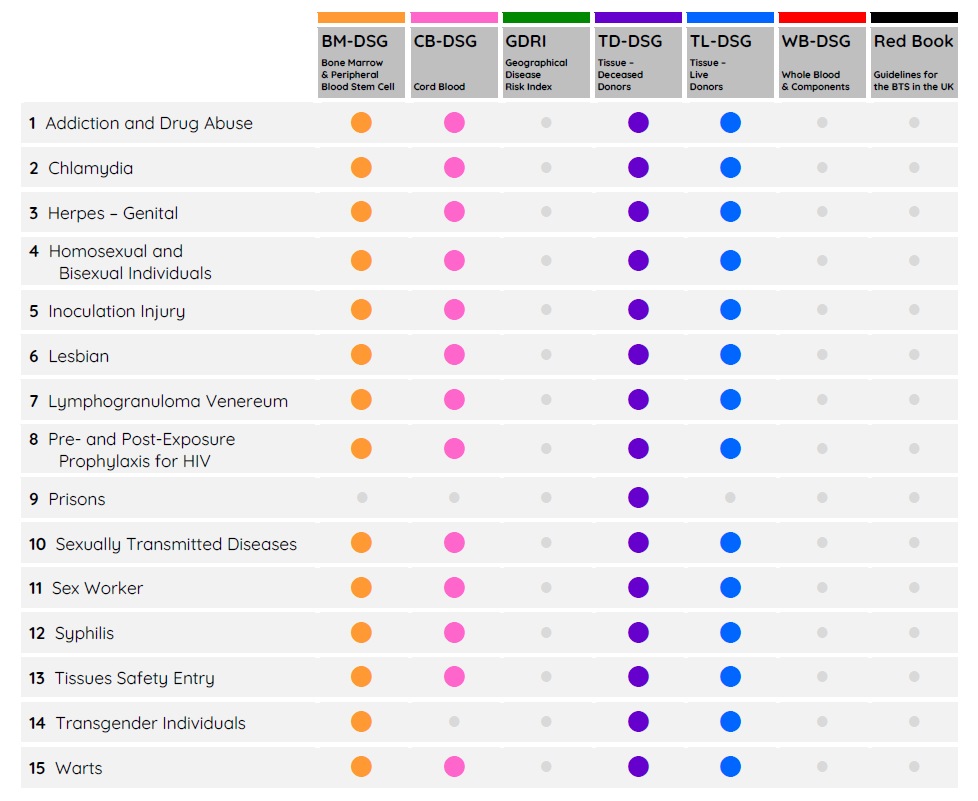 BM-DSG CB-DSG GDRI TD-DSG TL-DSG WB-DSG Red Book
Bone Marrow
& Peripheral
Blood Stem Cell
Cord Blood
Geographical
Disease
Risk Index
Tissue –
Deceased
Donors
Tissue –
Live
Donors
Whole Blood
& Components
Guidelines for
the BTS in the UK
1 Addiction and Drug Abuse
2 Chlamydia
3 Herpes – Genital
4 Homosexual and
Bisexual Individuals
5 Inoculation Injury
6 Lesbian
7 Lymphogranuloma Venereum
8 Pre- and Post-Exposure
Prophylaxis for HIV
9 Prisons
10 Sexually Transmitted Diseases
11 Sex Worker
12 Syphilis
13 Tissues Safety Entry
14 Transgender Individuals
15 Warts